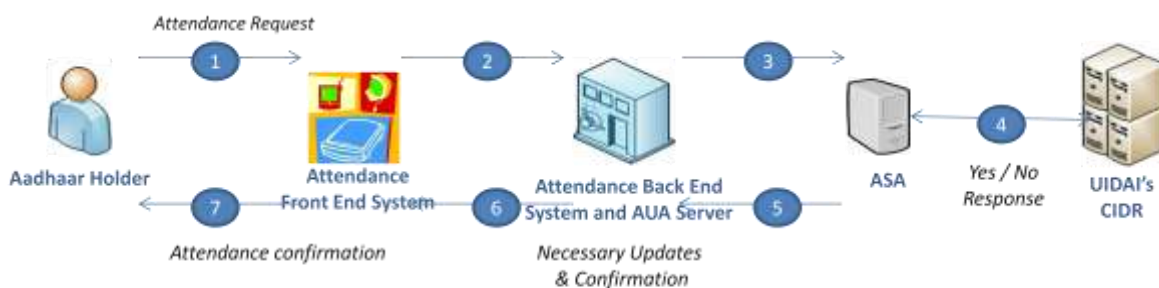 Attendance Request
1
2
3
4
Aadhaar Holder
Attendance
Front End System
Attendance Back End
System and AUA Server
ASA
Yes / No
Response
UIDAI's
CIDR
7
6
5
Attendance confirmation
Necessary Updates
& Confirmation